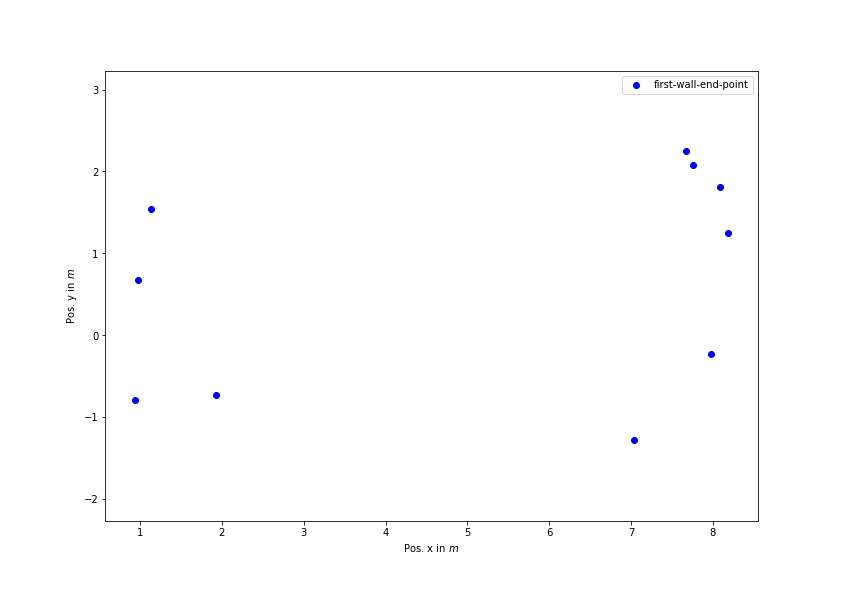 first-wall-end-point
3
2
1
0
−1
−2
Pos. y in m
1 2 3 4 5 6 7 8
Pos. x in m